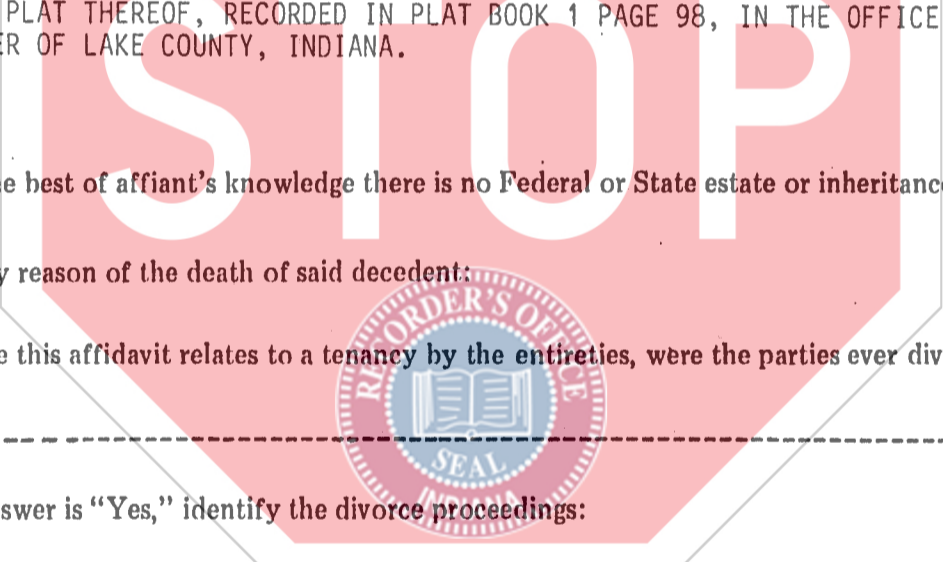 PLAT THEREOF, RECORDED IN PLAT BOOK 1 PAGE 98, IN THE OFFICE
ER OF LAKE COUNTY, INDIANA.
STOP
e best of affiant's knowledge there is no Federal or State estate or inheritanc
y reason of the death of said decedent:
RECORDER'S OFFICE
e this affidavit relates to a tenancy by the entireties, were the parties ever div
SEAL
INDIANA
swer is “Yes,” identify the divorce proceedings: